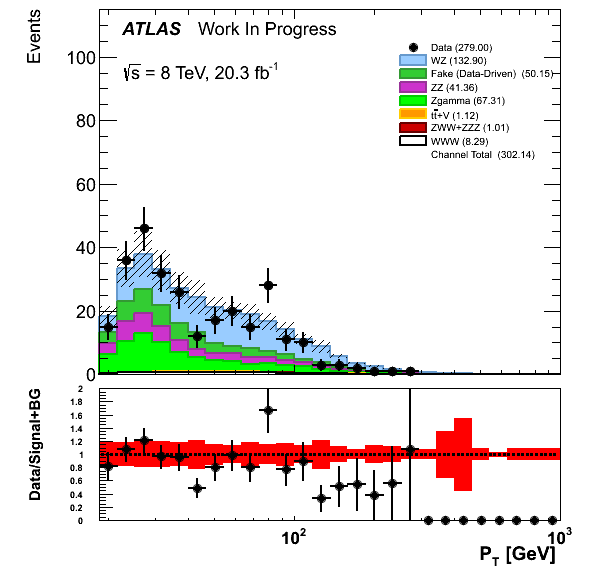 Events
ATLAS Work In Progress
√s = 8 TeV, 20.3 fb⁻¹
Data (279.00)
WZ (132.90)
Fake (Data-Driven) (50.15)
ZZ (41.36)
Zgamma (67.31)
tt̄+V (1.12)
ZWW+ZZZ (1.01)
WWW (8.29)
Channel Total (302.14)
100
80
60
40
20
0
Data/Signal+BG
2
1.8
1.6
1.4
1.2
1
0.8
0.6
0.4
0.2
0
10²
10³
P_T [GeV]